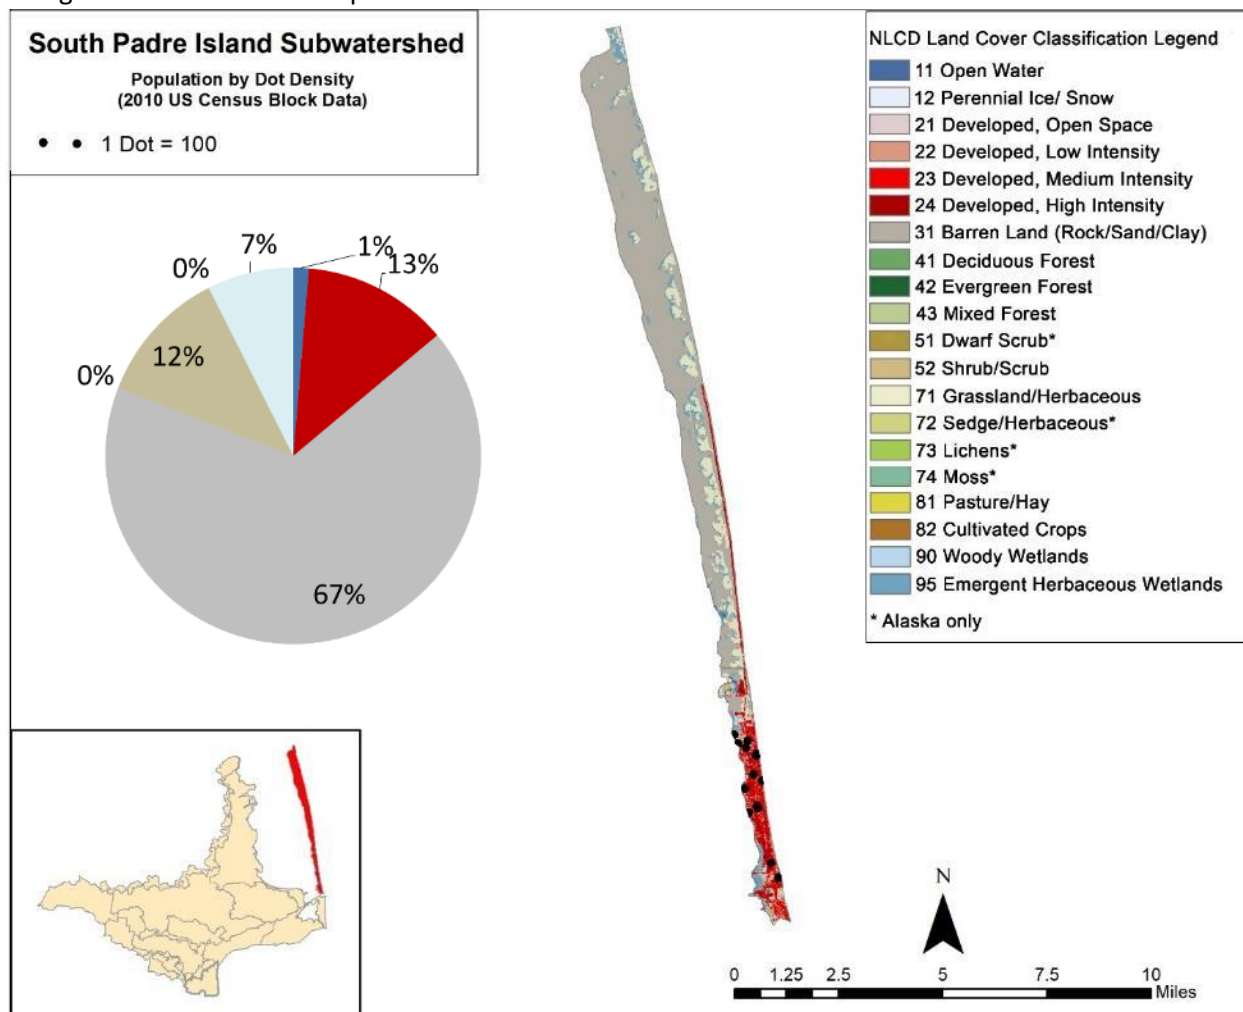 South Padre Island Subwatershed
Population by Dot Density
(2010 US Census Block Data)
1 Dot = 100
7%
1%
13%
0%
12%
0%
67%
NLCD Land Cover Classification Legend
11 Open Water
12 Perennial Ice/ Snow
21 Developed, Open Space
22 Developed, Low Intensity
23 Developed, Medium Intensity
24 Developed, High Intensity
31 Barren Land (Rock/Sand/Clay)
41 Deciduous Forest
42 Evergreen Forest
43 Mixed Forest
51 Dwarf Scrub*
52 Shrub/Scrub
71 Grassland/Herbaceous
72 Sedge/Herbaceous*
73 Lichens*
74 Moss*
81 Pasture/Hay
82 Cultivated Crops
90 Woody Wetlands
95 Emergent Herbaceous Wetlands
* Alaska only
N
0 1.25 2.5 5 7.5 10
Miles